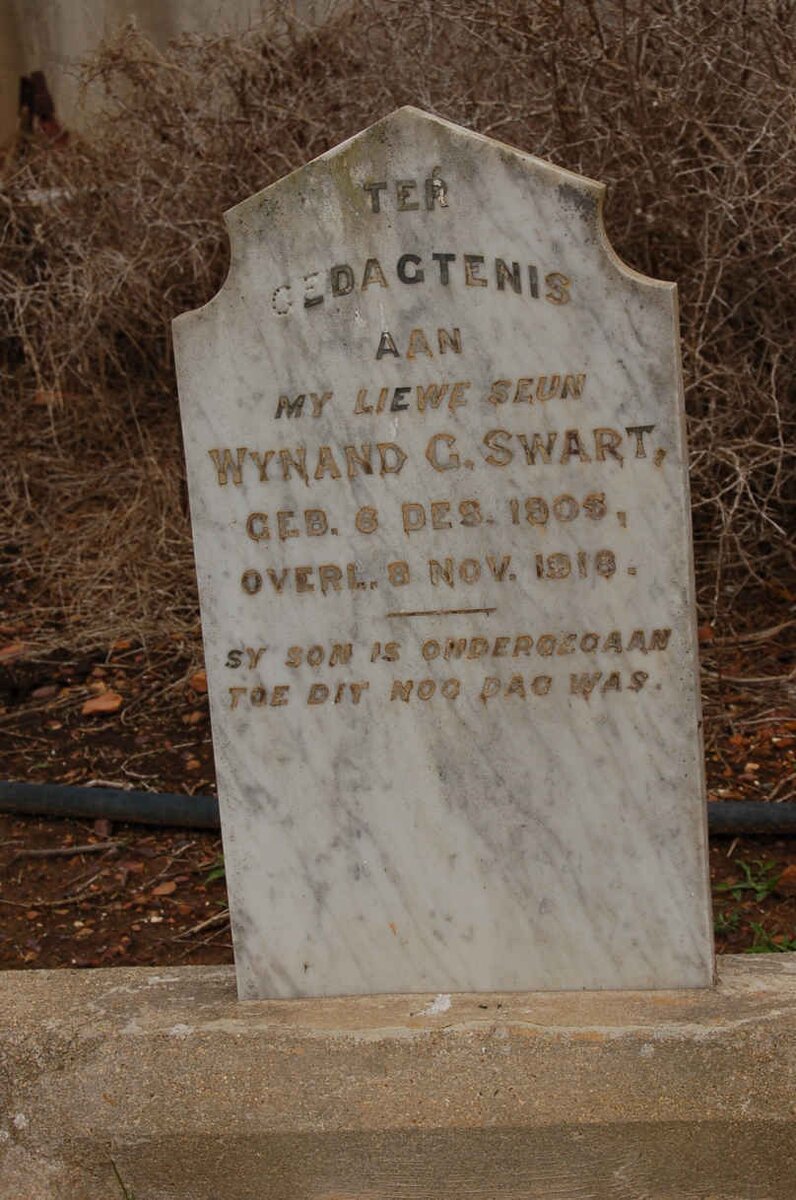 TER
GEDAGTENIS
AAN
MY LIEWE SEUN
WYNAND G. SWART,
GEB. 6 DES. 1905,
OVERL. 8 NOV. 1918.
SY SON IS ONDERGEGAAN
TOE DIT NOG DAG WAS.